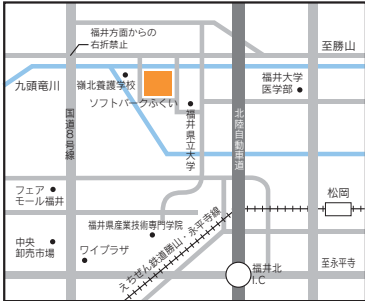 福井方面からの
右折禁止
至勝山
九頭竜川
嶺北養護学校
福井大学
医学部
ソフトパークふくい
国道8号線
福井県立大学
北陸自動車道
フェア
モール福井
松岡
福井県産業技術専門学院
中央
卸売市場
ワイプラザ
えちぜん鉄道勝山・永平寺線
福井北
I.C
至永平寺